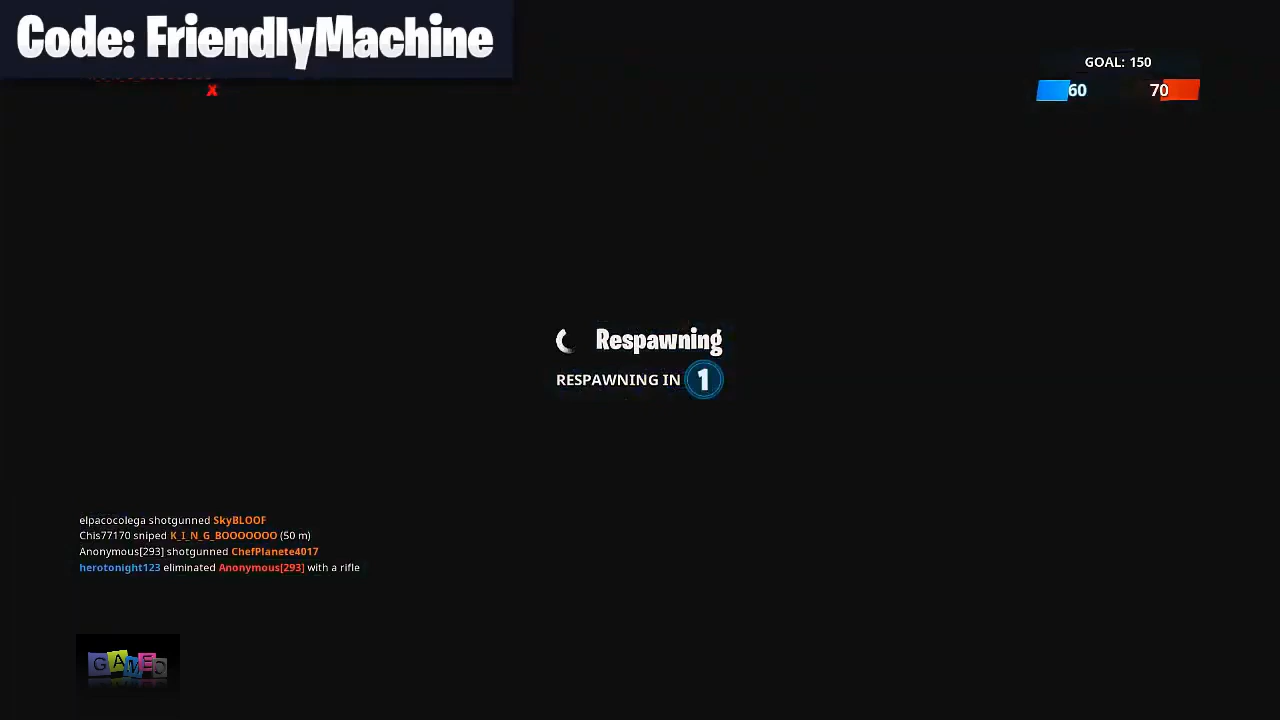 Code: FriendlyMachine
X
GOAL: 150
60 70
Respawning
RESPAWNING IN 1
elpacocolega shotgunned SkyBLOOF
Chis77170 sniped K_I_N_G_BOOOOOOO (50 m)
Anonymous[293] shotgunned ChefPlanete4017
herotonight123 eliminated Anonymous[293] with a rifle